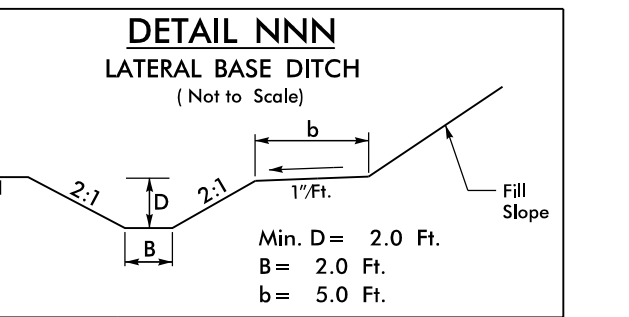 DETAIL NNN
LATERAL BASE DITCH
( Not to Scale)
b
2:1
D
2:1
1"/Ft.
B
Fill
Slope
Min. D = 2.0 Ft.
B = 2.0 Ft.
b = 5.0 Ft.